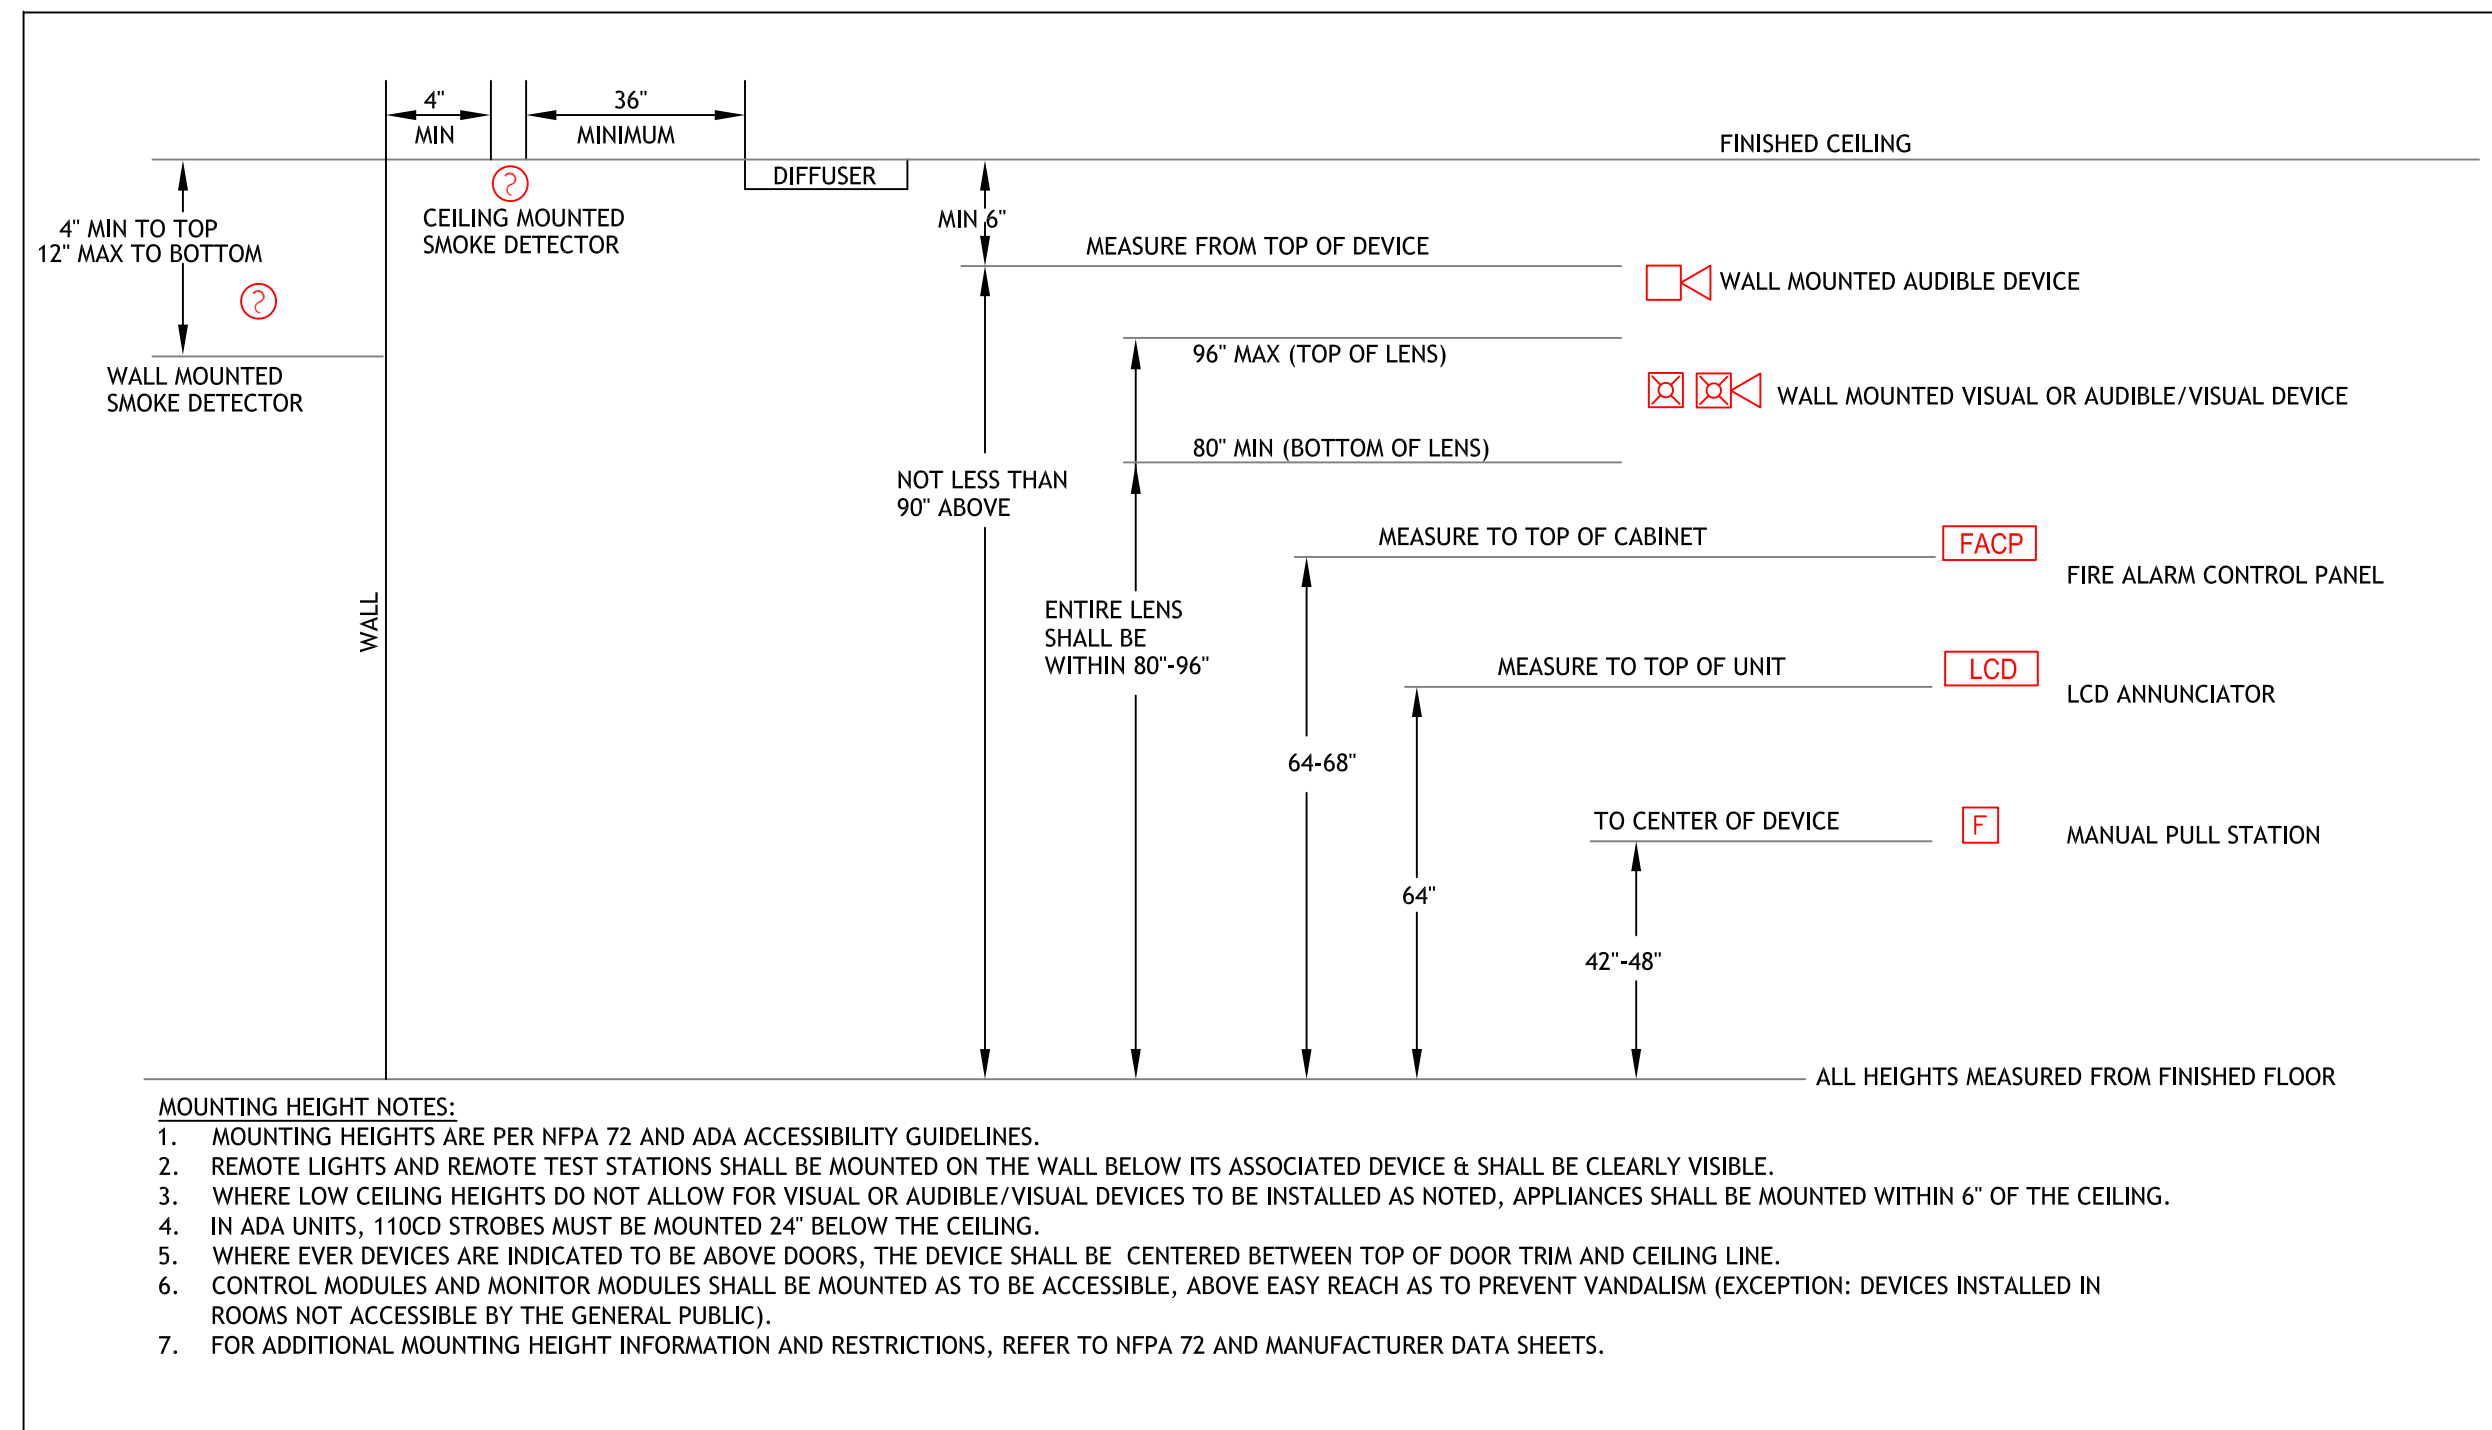 4"
MIN
36"
MINIMUM
FINISHED CEILING
DIFFUSER
4" MIN TO TOP
12" MAX TO BOTTOM
CEILING MOUNTED
SMOKE DETECTOR
MIN 6"
MEASURE FROM TOP OF DEVICE
WALL MOUNTED AUDIBLE DEVICE
WALL MOUNTED
SMOKE DETECTOR
96" MAX (TOP OF LENS)
WALL MOUNTED VISUAL OR AUDIBLE/VISUAL DEVICE
80" MIN (BOTTOM OF LENS)
NOT LESS THAN
90" ABOVE
MEASURE TO TOP OF CABINET
FACP
FIRE ALARM CONTROL PANEL
WALL
ENTIRE LENS
SHALL BE
WITHIN 80"-96"
MEASURE TO TOP OF UNIT
LCD
LCD ANNUNCIATOR
64-68"
TO CENTER OF DEVICE
F
MANUAL PULL STATION
64"
42"-48"
ALL HEIGHTS MEASURED FROM FINISHED FLOOR
MOUNTING HEIGHT NOTES:
1. MOUNTING HEIGHTS ARE PER NFPA 72 AND ADA ACCESSIBILITY GUIDELINES.
2. REMOTE LIGHTS AND REMOTE TEST STATIONS SHALL BE MOUNTED ON THE WALL BELOW ITS ASSOCIATED DEVICE & SHALL BE CLEARLY VISIBLE.
3. WHERE LOW CEILING HEIGHTS DO NOT ALLOW FOR VISUAL OR AUDIBLE/VISUAL DEVICES TO BE INSTALLED AS NOTED, APPLIANCES SHALL BE MOUNTED WITHIN 6" OF THE CEILING.
4. IN ADA UNITS, 110CD STROBES MUST BE MOUNTED 24" BELOW THE CEILING.
5. WHERE EVER DEVICES ARE INDICATED TO BE ABOVE DOORS, THE DEVICE SHALL BE CENTERED BETWEEN TOP OF DOOR TRIM AND CEILING LINE.
6. CONTROL MODULES AND MONITOR MODULES SHALL BE MOUNTED AS TO BE ACCESSIBLE, ABOVE EASY REACH AS TO PREVENT VANDALISM (EXCEPTION: DEVICES INSTALLED IN
ROOMS NOT ACCESSIBLE BY THE GENERAL PUBLIC).
7. FOR ADDITIONAL MOUNTING HEIGHT INFORMATION AND RESTRICTIONS, REFER TO NFPA 72 AND MANUFACTURER DATA SHEETS.